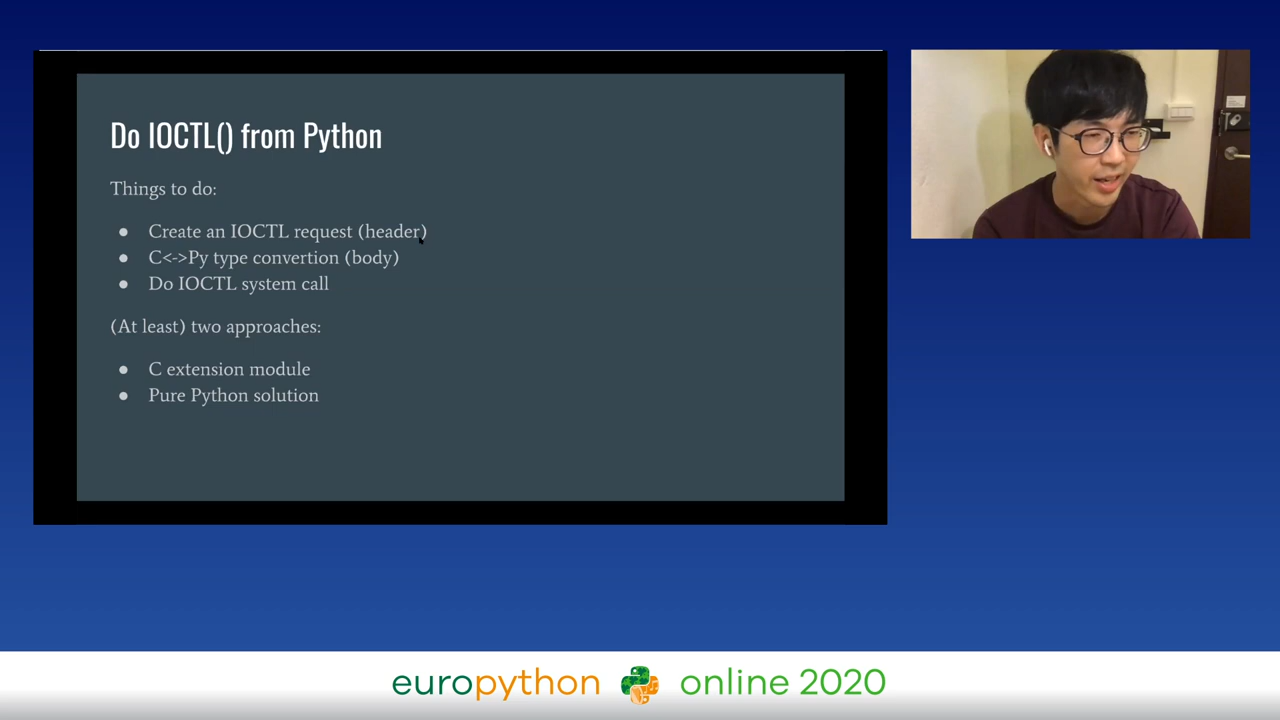 Do IOCTL() from Python
Things to do:
● Create an IOCTL request (header)
● C<->Py type convertion (body)
● Do IOCTL system call
(At least) two approaches:
● C extension module
● Pure Python solution
europython online 2020